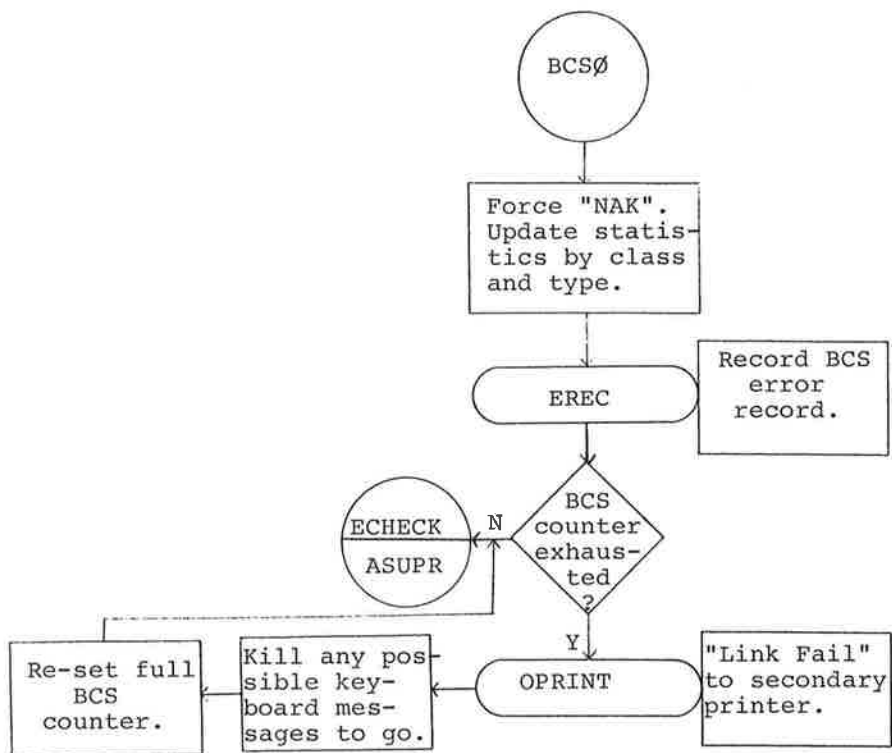 BCSØ
Force "NAK".
Update statis-
tics by class
and type.
EREC
Record BCS
error
record.
BCS
counter
exhaus-
ted
?
N
ECHECK
ASUPR
Y
OPRINT
"Link Fail"
to secondary
printer.
Kill any pos-
sible key-
board mes-
sages to go.
Re-set full
BCS
counter.